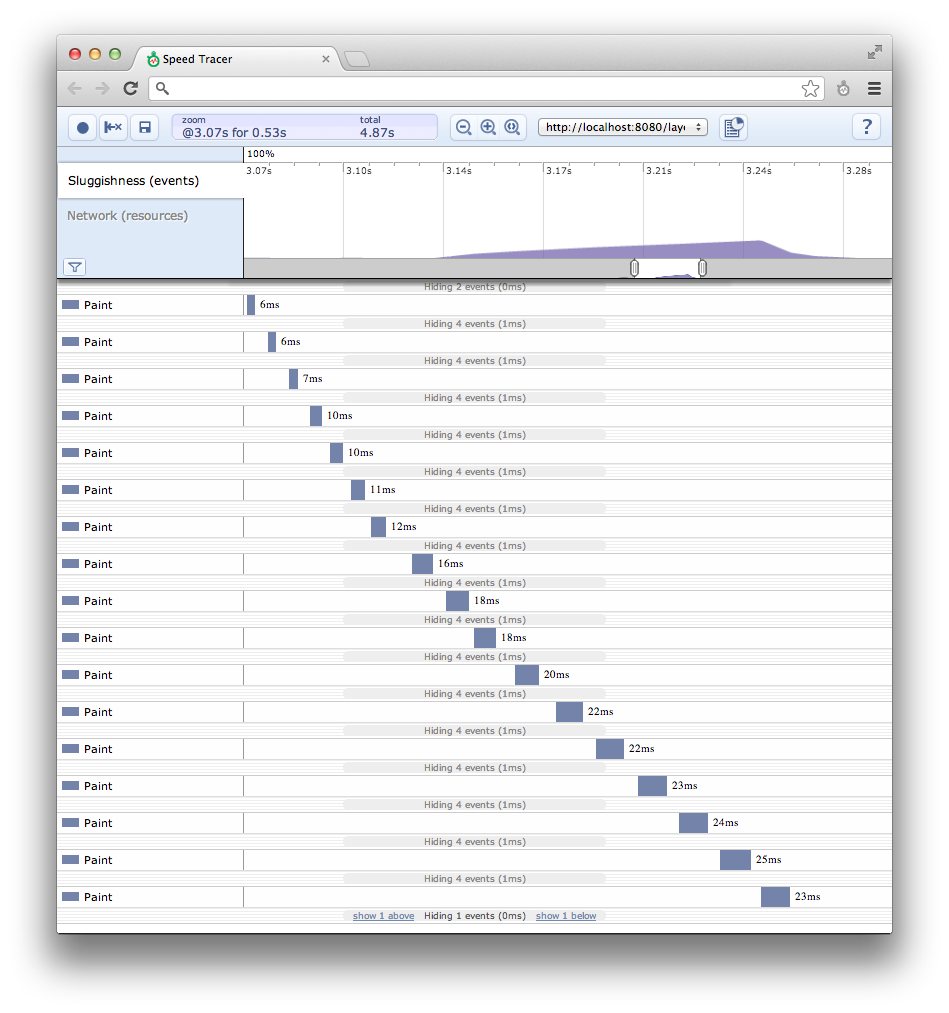 Speed Tracer
zoom total
@3.07s for 0.53s 4.87s
http://localhost:8080/lay
?
100%
3.07s 3.10s 3.14s 3.17s 3.21s 3.24s 3.28s
Sluggishness (events)
Network (resources)
Hiding 2 events (0ms)
Paint 6ms
Hiding 4 events (1ms)
Paint 6ms
Hiding 4 events (1ms)
Paint 7ms
Hiding 4 events (1ms)
Paint 10ms
Hiding 4 events (1ms)
Paint 10ms
Hiding 4 events (1ms)
Paint 11ms
Hiding 4 events (1ms)
Paint 12ms
Hiding 4 events (1ms)
Paint 16ms
Hiding 4 events (1ms)
Paint 18ms
Hiding 4 events (1ms)
Paint 18ms
Hiding 4 events (1ms)
Paint 20ms
Hiding 4 events (1ms)
Paint 22ms
Hiding 4 events (1ms)
Paint 22ms
Hiding 4 events (1ms)
Paint 23ms
Hiding 4 events (1ms)
Paint 24ms
Hiding 4 events (1ms)
Paint 25ms
Hiding 4 events (1ms)
Paint 23ms
show 1 above Hiding 1 events (0ms) show 1 below